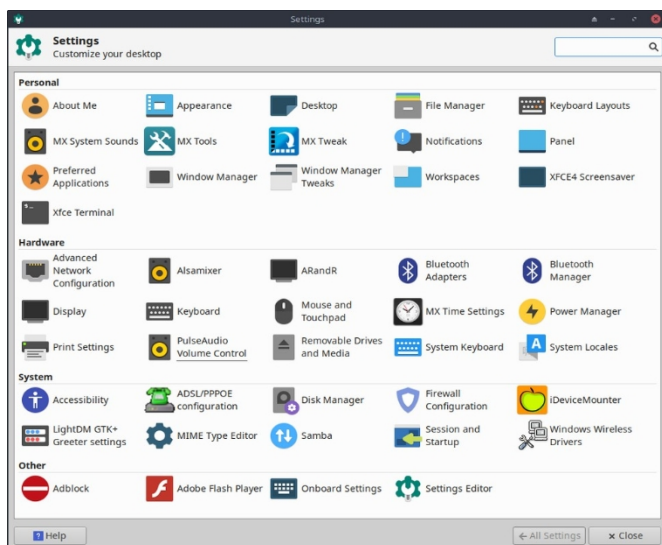 Settings
Settings
Customize your desktop
Personal
About Me
Appearance
Desktop
File Manager
Keyboard Layouts
MX System Sounds
MX Tools
MX Tweak
Notifications
Panel
Preferred
Applications
Window Manager
Window Manager
Tweaks
Workspaces
XFCE4 Screensaver
Xfce Terminal
Hardware
Advanced
Network
Configuration
Alsamixer
ARandR
Bluetooth
Adapters
Bluetooth
Manager
Display
Keyboard
Mouse and
Touchpad
MX Time Settings
Power Manager
Print Settings
PulseAudio
Volume Control
Removable Drives
and Media
System Keyboard
A
System Locales
System
Accessibility
ADSL/PPPOE
configuration
Disk Manager
Firewall
Configuration
iDeviceMounter
LightDM GTK+
Greeter settings
MIME Type Editor
Samba
Session and
Startup
Windows Wireless
Drivers
Other
Adblock
Adobe Flash Player
Onboard Settings
Settings Editor
? Help
← All Settings
× Close